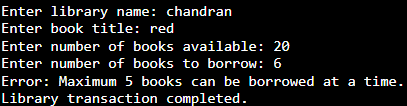 Enter library name: chandran
Enter book title: red
Enter number of books available: 20
Enter number of books to borrow: 6
Error: Maximum 5 books can be borrowed at a time.
Library transaction completed.